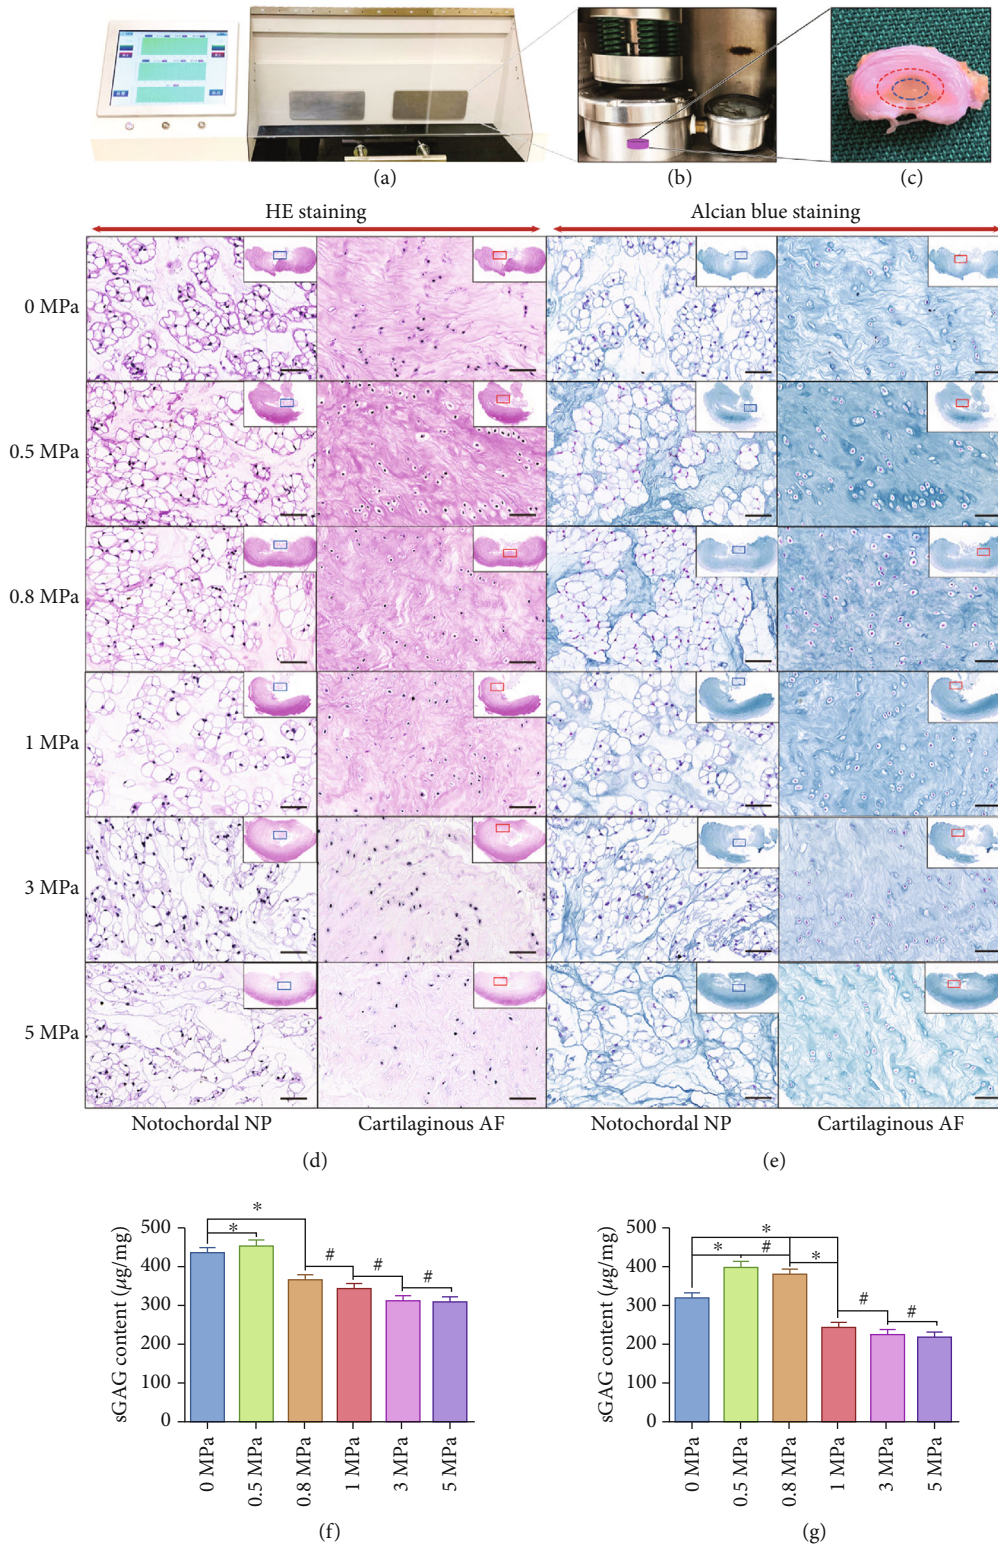 (a)
(b)
(c)
HE staining
Alcian blue staining
0 MPa
0.5 MPa
0.8 MPa
1 MPa
3 MPa
5 MPa
Notochordal NP
Cartilaginous AF
Notochordal NP
Cartilaginous AF
(d)
(e)
sGAG content (μg/mg)
500
400
300
200
100
0
*
*
#
#
#
0 MPa
0.5 MPa
0.8 MPa
1 MPa
3 MPa
5 MPa
(f)
sGAG content (μg/mg)
500
400
300
200
100
0
*
*
#
*
#
#
0 MPa
0.5 MPa
0.8 MPa
1 MPa
3 MPa
5 MPa
(g)